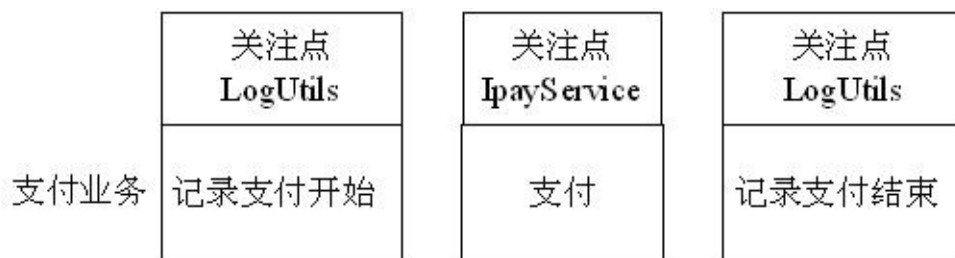 关注点
LogUtils
关注点
IpayService
关注点
LogUtils
支付业务
记录支付开始
支付
记录支付结束